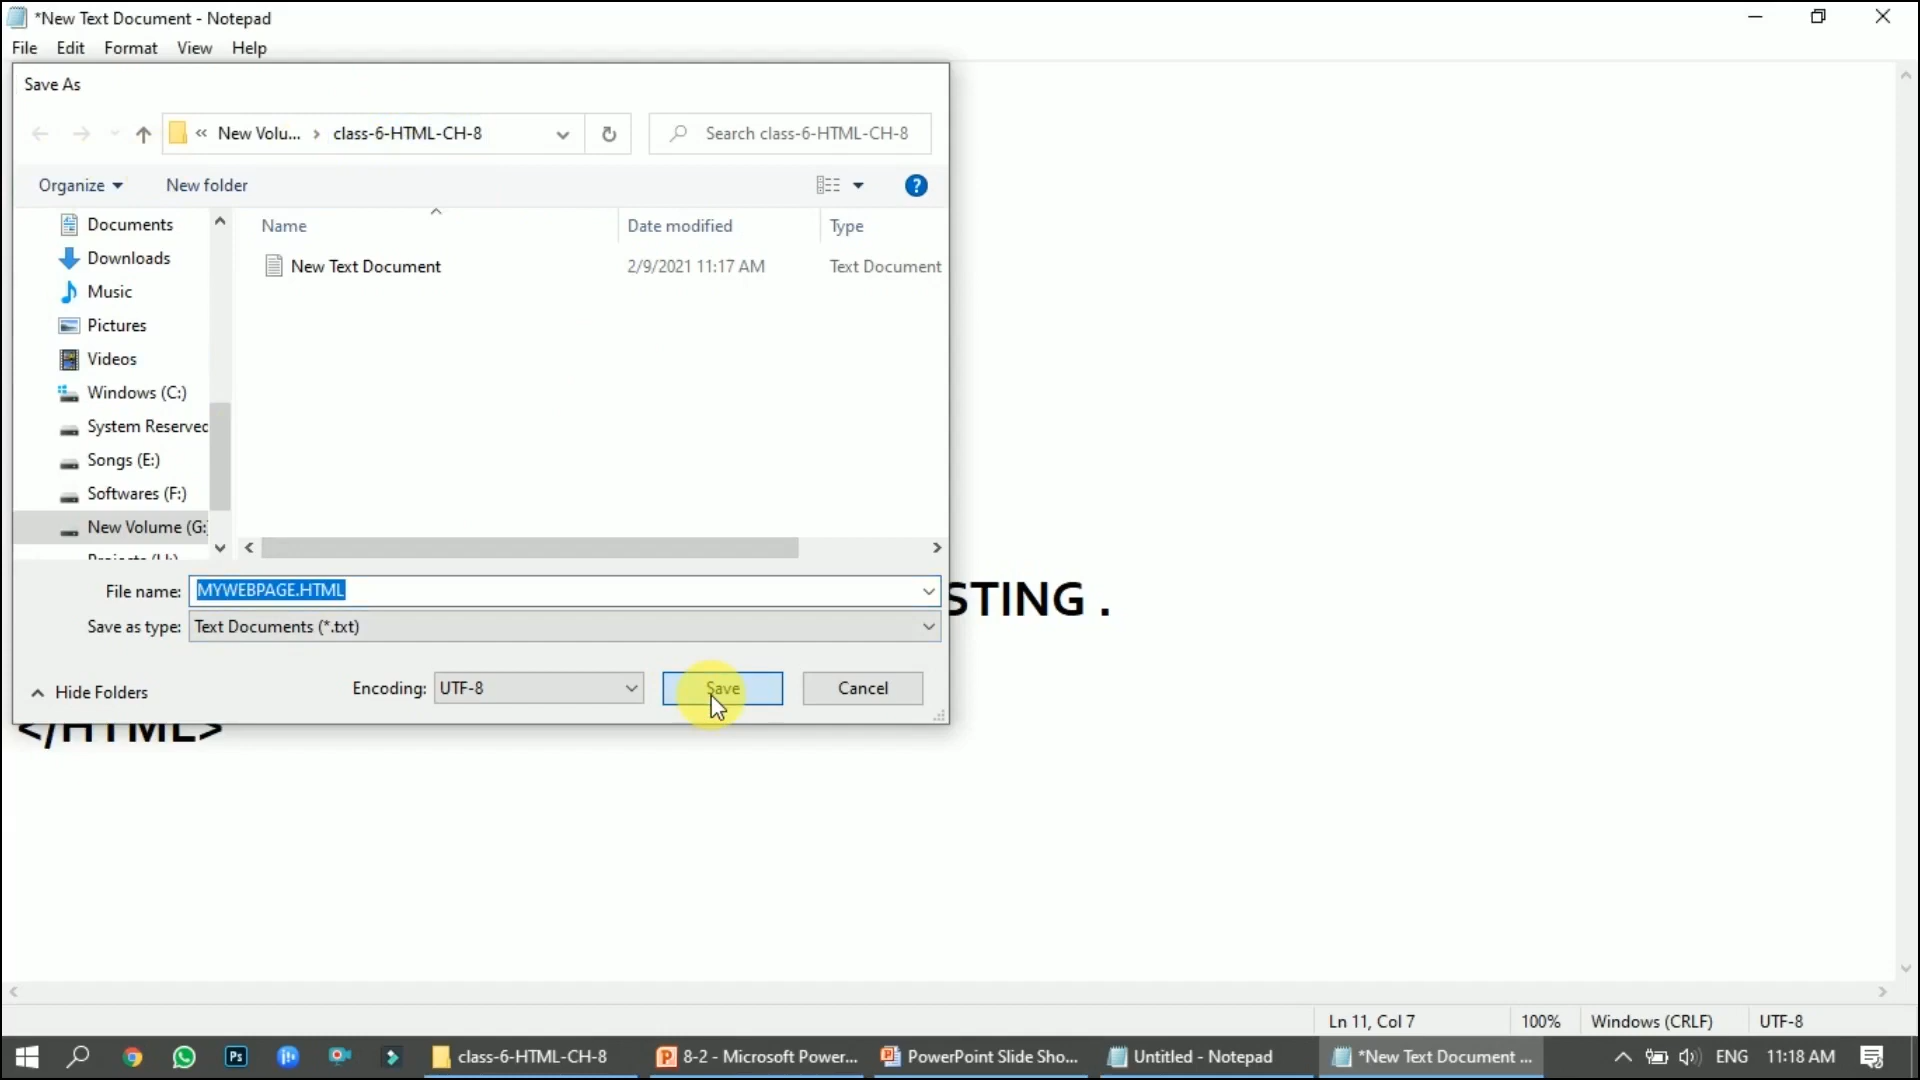 *New Text Document - Notepad
File Edit Format View Help
Save As
« New Volu... > class-6-HTML-CH-8
Search class-6-HTML-CH-8
Organize
New folder
?
Documents
Downloads
Music
Pictures
Videos
Windows (C:)
System Reserved
Songs (E:)
Softwares (F:)
New Volume (G:
Name Date modified Type
New Text Document 2/9/2021 11:17 AM Text Document
File name: MYWEBPAGE.HTML
Save as type: Text Documents (*.txt)
Hide Folders
Encoding: UTF-8
Save
Cancel
STING .
</HTML>
Ln 11, Col 7 100% Windows (CRLF) UTF-8
Ps
class-6-HTML-CH-8
8-2 - Microsoft Power...
PowerPoint Slide Sho...
Untitled - Notepad
*New Text Document ...
ENG 11:18 AM